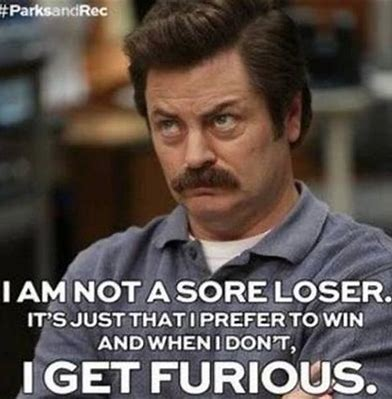 #ParksandRec
I AM NOT A SORE LOSER.
IT'S JUST THAT I PREFER TO WIN
AND WHEN I DON'T,
I GET FURIOUS.